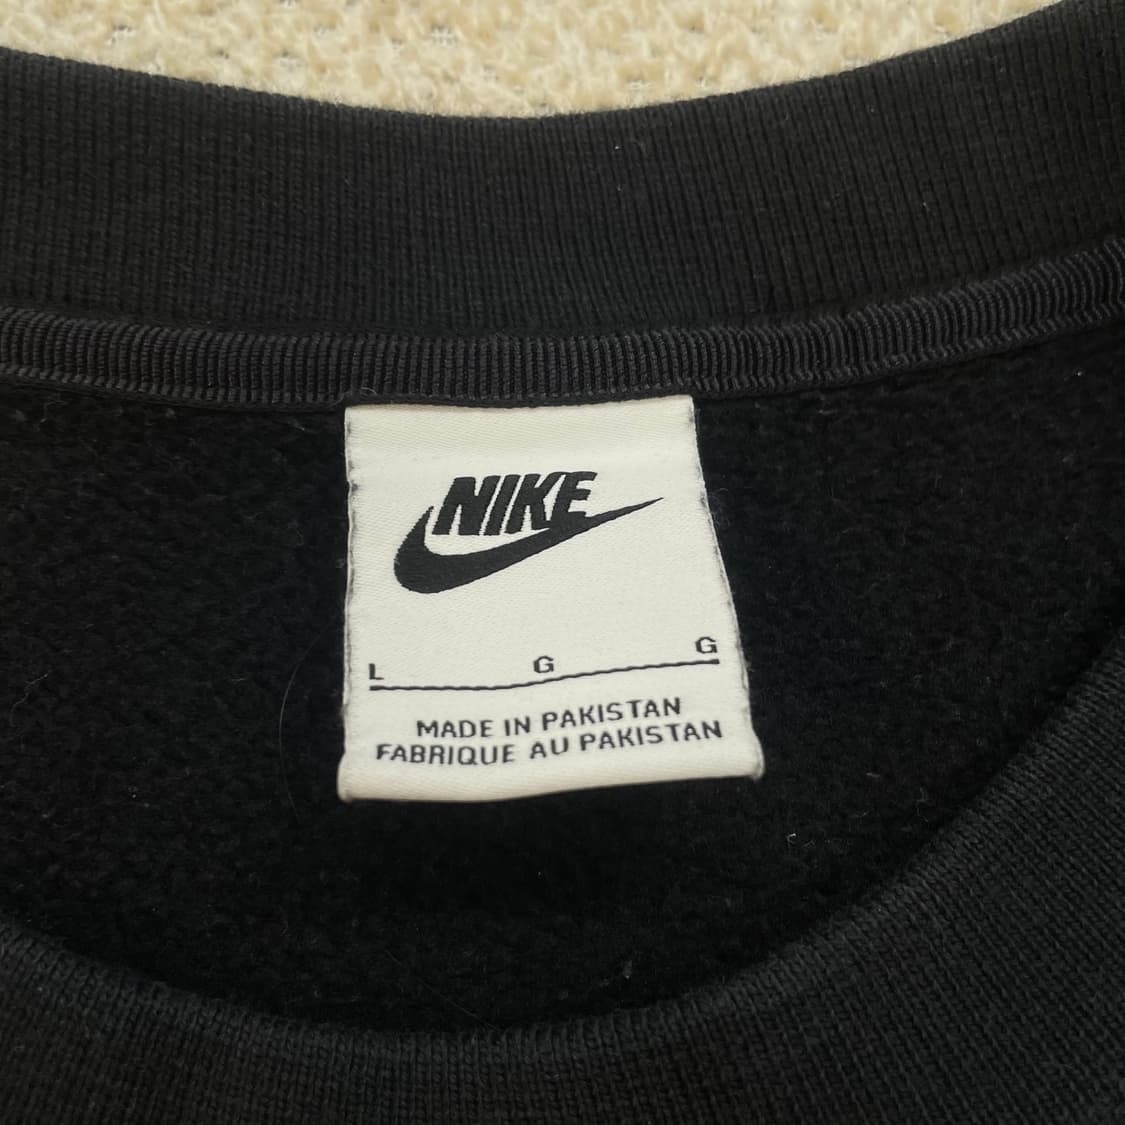 NIKE
L G G
MADE IN PAKISTAN
FABRIQUE AU PAKISTAN